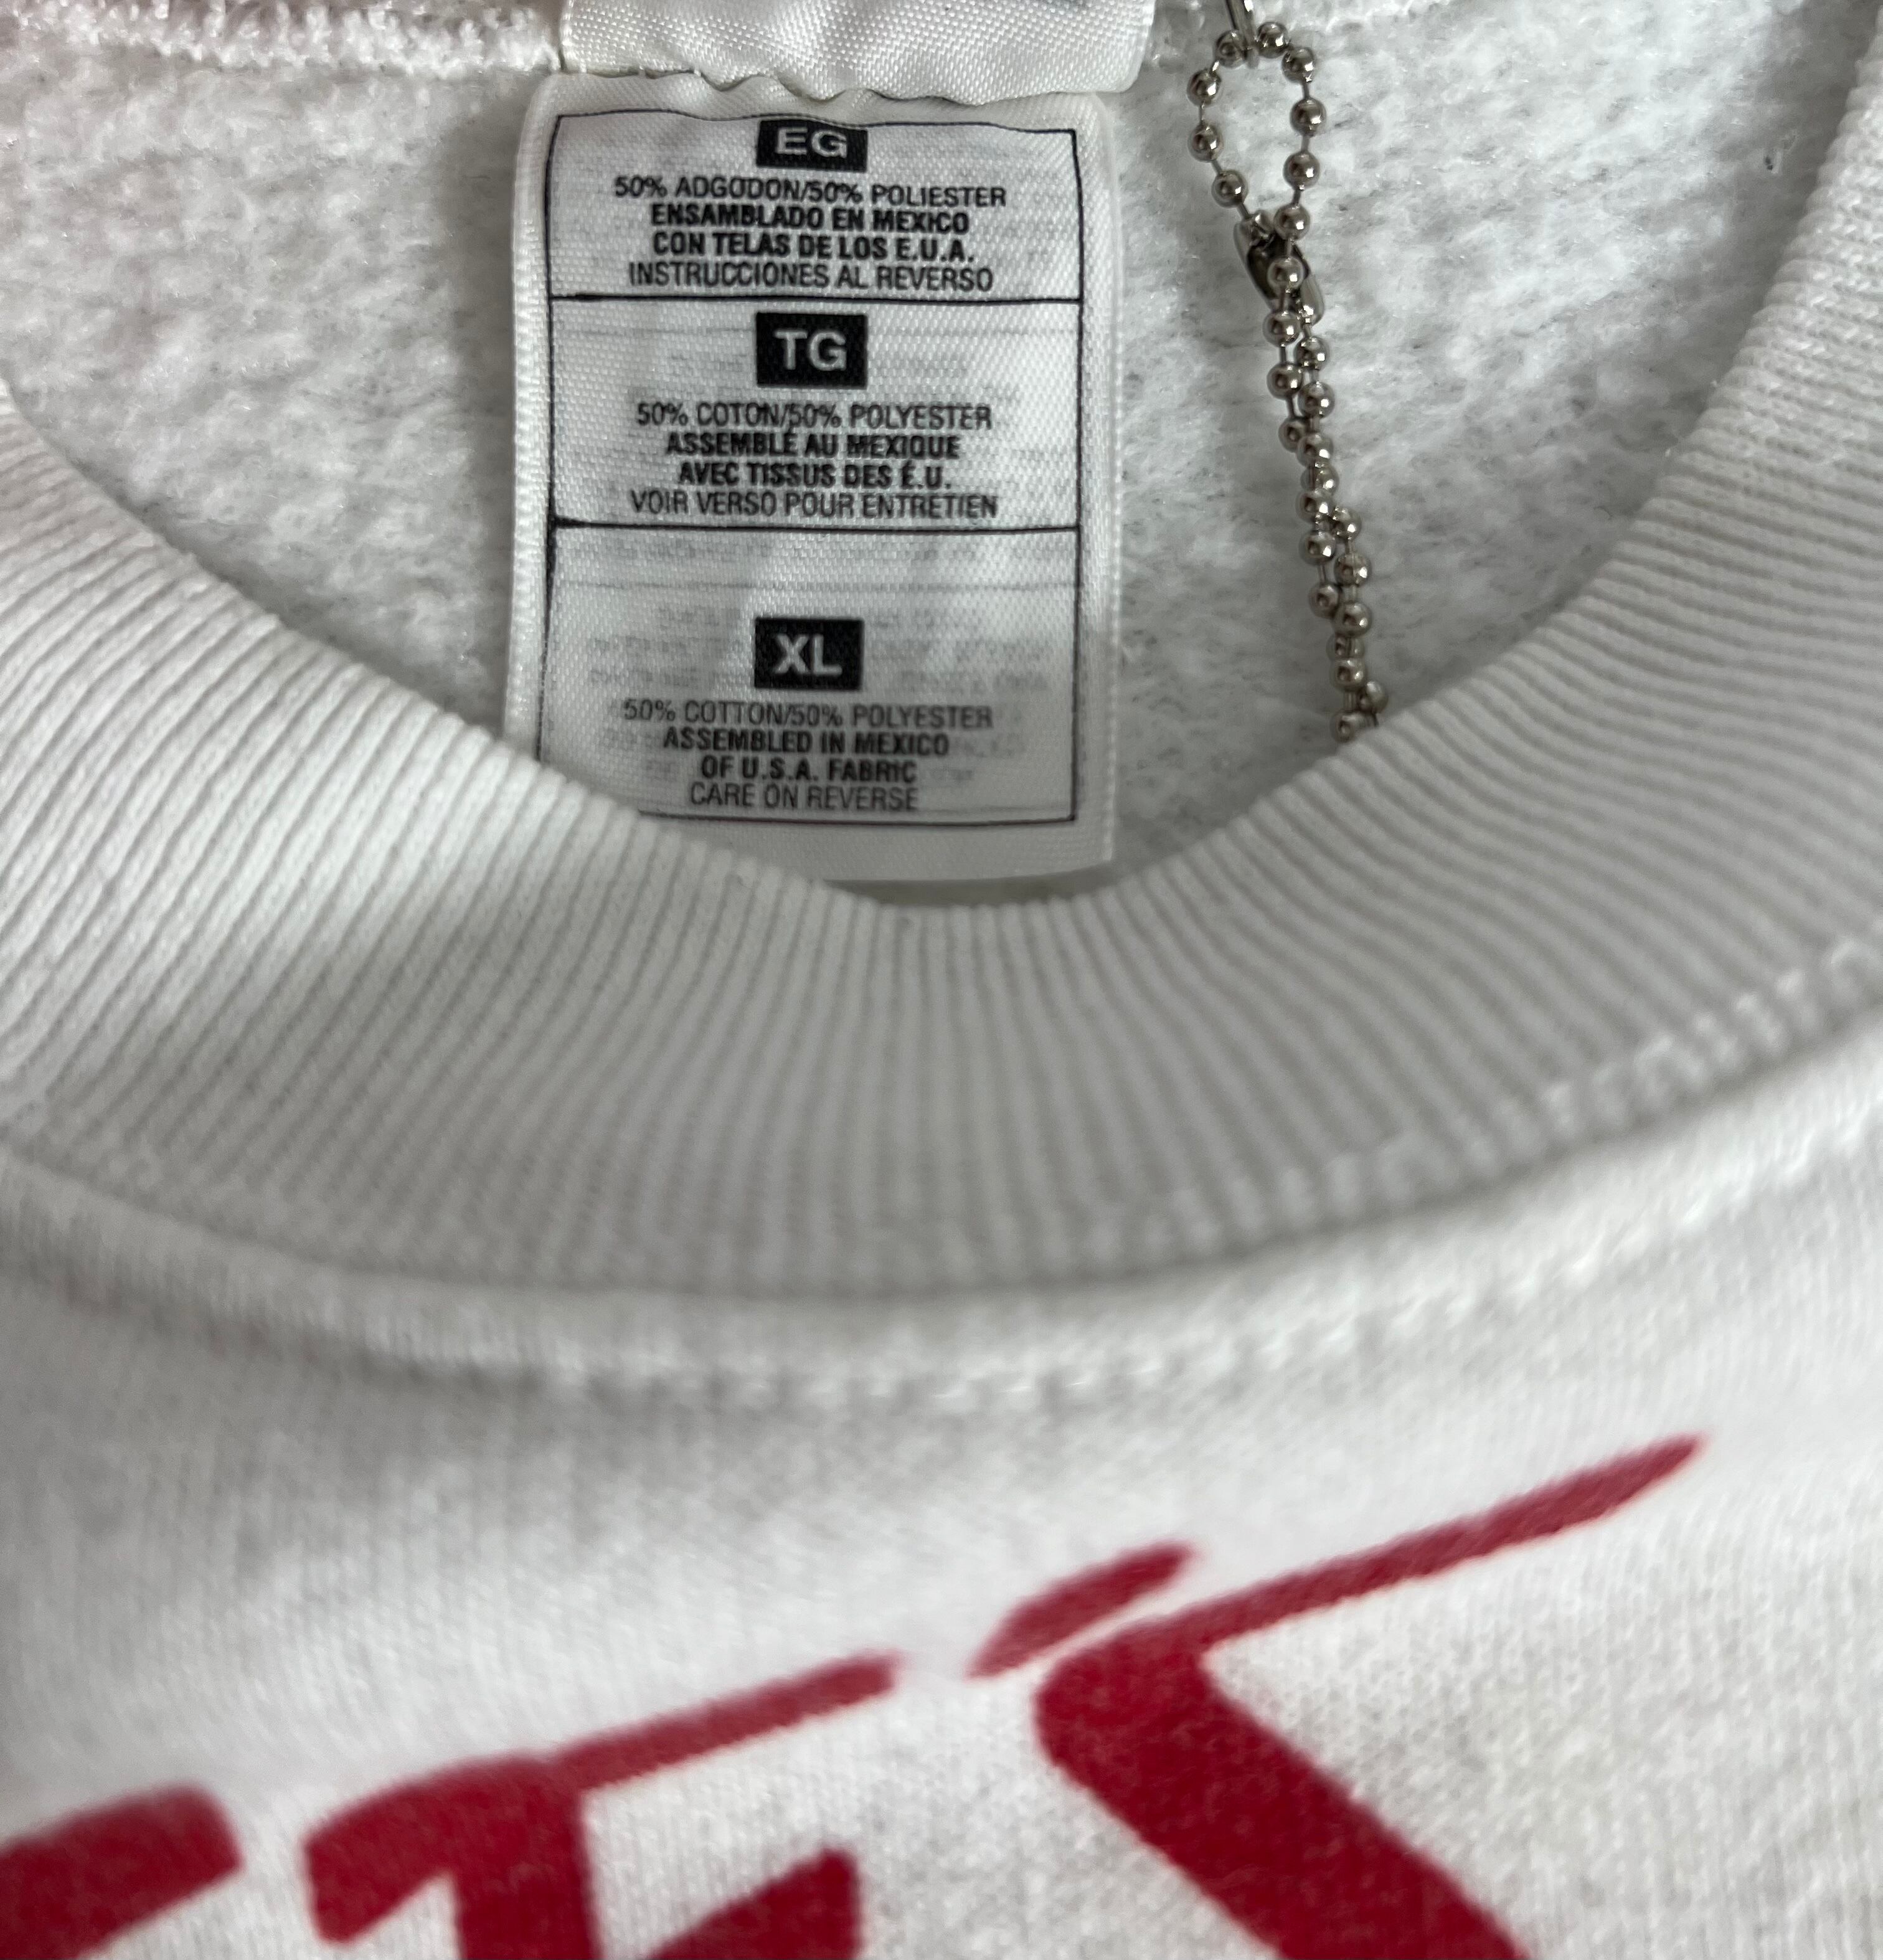 EG
50% ADGODON/50% POLIESTER
ENSAMBLADO EN MEXICO
CON TELAS DE LOS E.U.A.
INSTRUCCIONES AL REVERSO
TG
50% COTON/50% POLYESTER
ASSEMBLÉ AU MEXIQUE
AVEC TISSUS DES É.U.
VOIR VERSO POUR ENTRETIEN
XL
50% COTTON/50% POLYESTER
ASSEMBLED IN MEXICO
OF U.S.A. FABRIC
CARE ON REVERSE